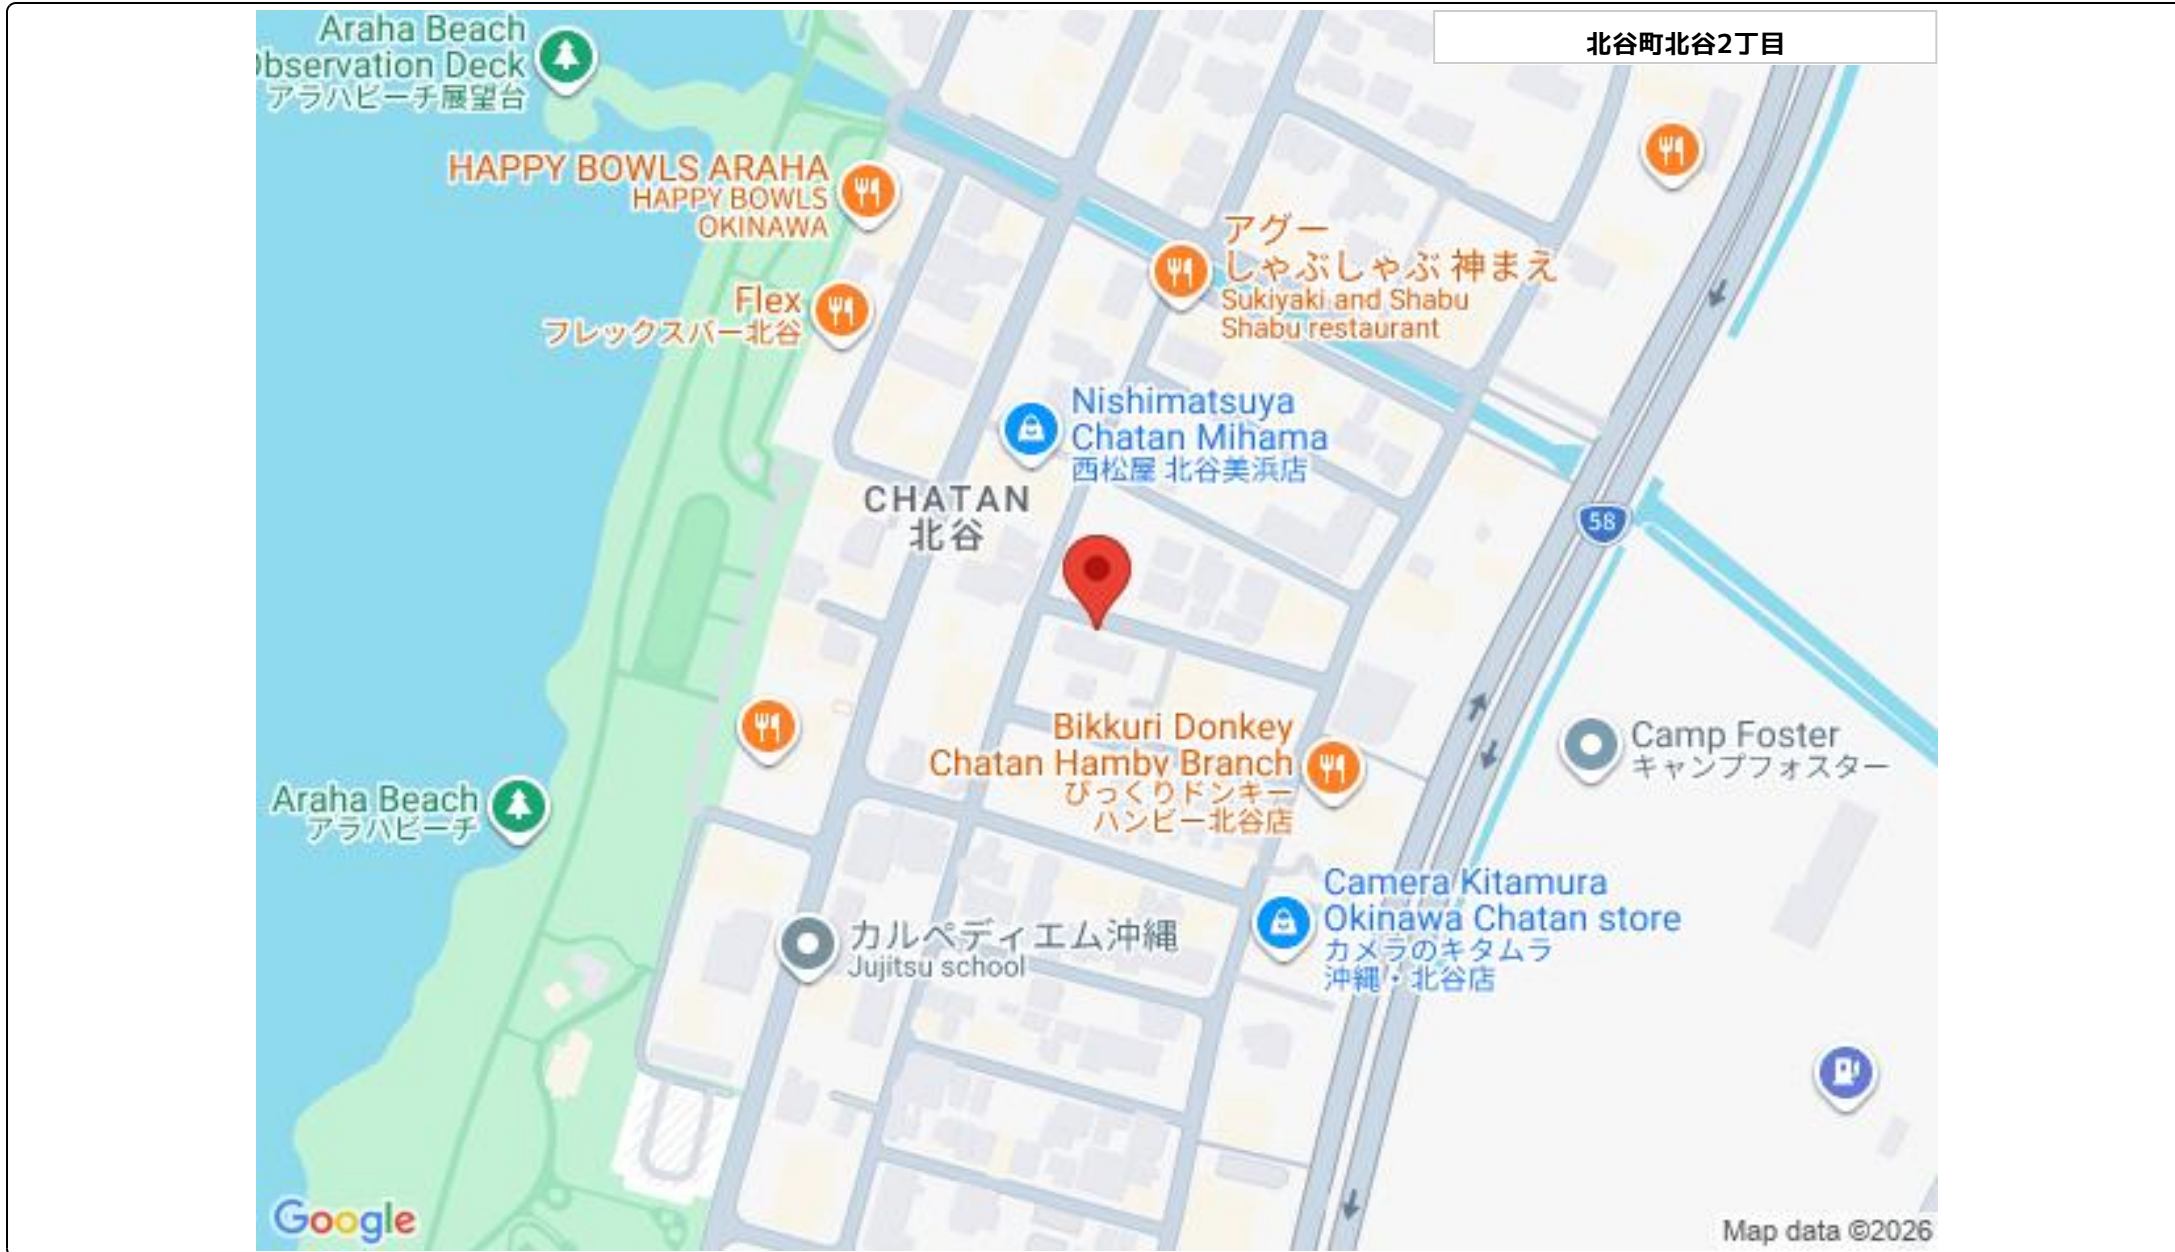 Araha Beach
Observation Deck
アラハビーチ展望台
北谷町北谷2丁目
HAPPY BOWLS ARAHA
HAPPY BOWLS
OKINAWA
アグー
しゃぶしゃぶ 神まえ
Sukiyaki and Shabu
Shabu restaurant
Flex
フレックスバー北谷
Nishimatsuya
Chatan Mihama
西松屋 北谷美浜店
CHATAN
北谷
58
Bikkuri Donkey
Chatan Hamby Branch
びっくりドンキー
ハンビー北谷店
Camp Foster
キャンプフォスター
Araha Beach
アラハビーチ
Camera Kitamura
Okinawa Chatan store
カメラのキタムラ
沖縄・北谷店
カルペディエム沖縄
Jujitsu school
Google
Map data ©2026